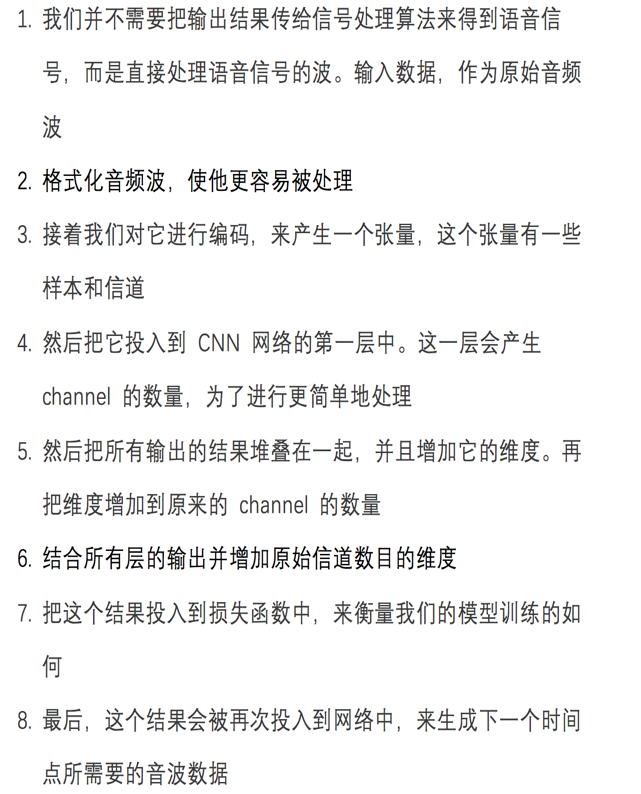 1. 我们并不需要把输出结果传给信号处理算法来得到语音信
号，而是直接处理语音信号的波。输入数据，作为原始音频
波
2. 格式化音频波，使他更容易被处理
3. 接着我们对它进行编码，来产生一个张量，这个张量有一些
样本和信道
4. 然后把它投入到 CNN 网络的第一层中。这一层会产生
channel 的数量，为了进行更简单地处理
5. 然后把所有输出的结果堆叠在一起，并且增加它的维度。再
把维度增加到原来的 channel 的数量
6. 结合所有层的输出并增加原始信道数目的维度
7. 把这个结果投入到损失函数中，来衡量我们的模型训练的如
何
8. 最后，这个结果会被再次投入到网络中，来生成下一个时间
点所需要的音波数据